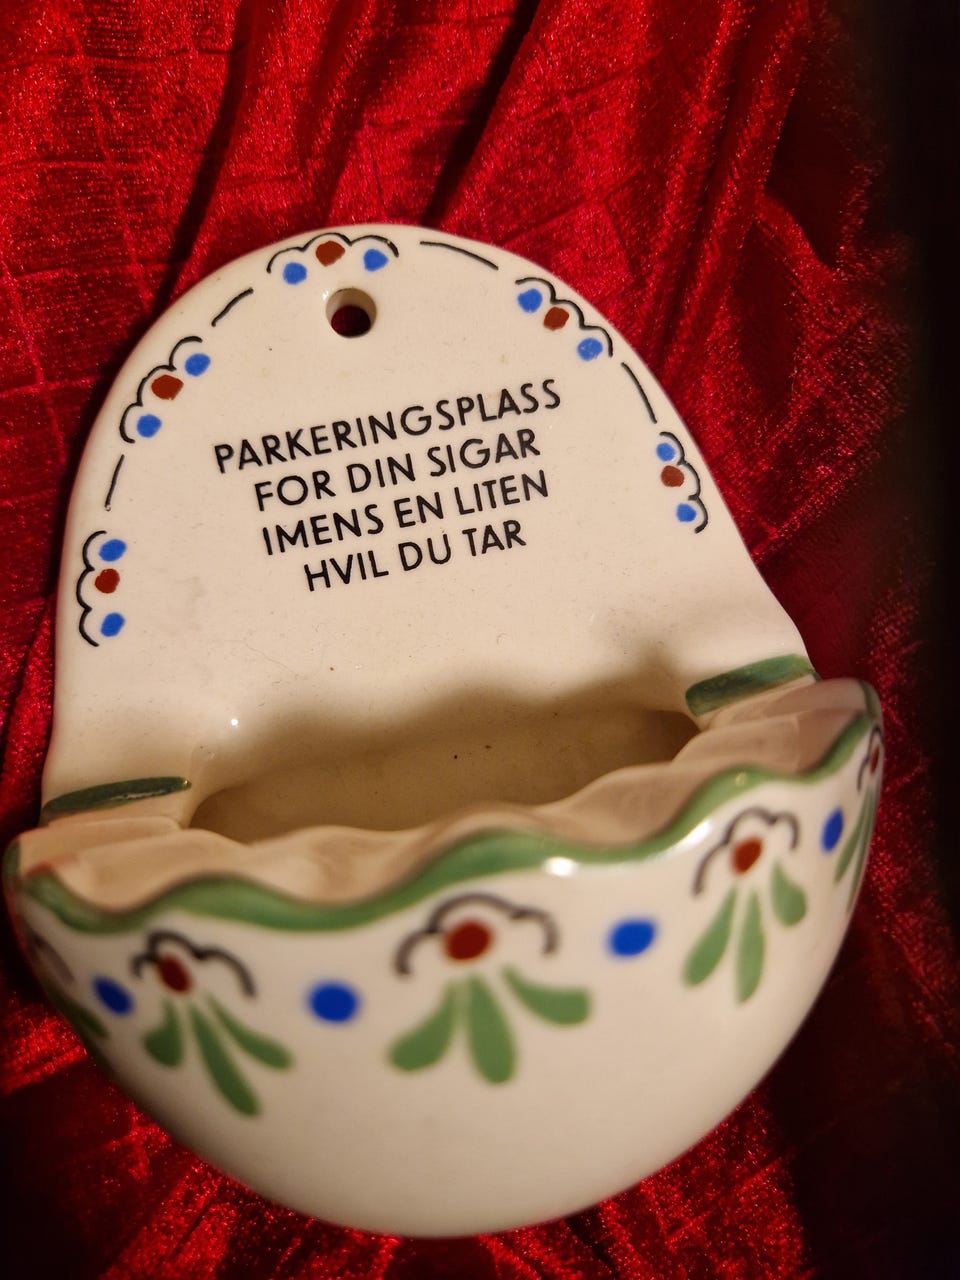 PARKERINGSPLASS
FOR DIN SIGAR
IMENS EN LITEN
HVIL DU TAR